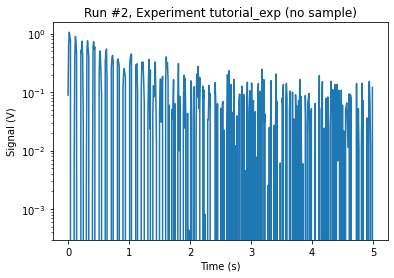 Run #2, Experiment tutorial_exp (no sample)
Signal (V)
10⁰
10⁻¹
10⁻²
10⁻³
0 1 2 3 4 5
Time (s)